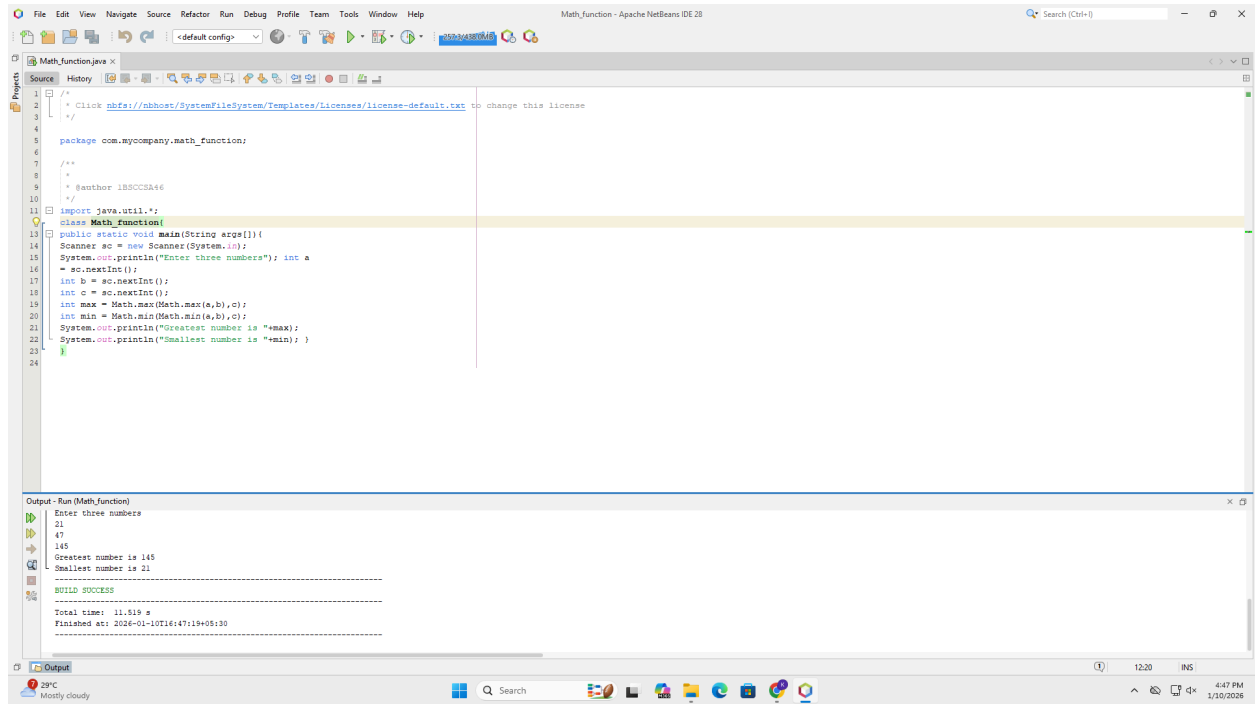 File Edit View Navigate Source Refactor Run Debug Profile Team Tools Window Help
Math_function - Apache NetBeans IDE 28
Search (Ctrl+I)
<default config>
257.3/438.0MB
Projects
Math_function.java
Source History
1 /*
2 * Click nbfs://nbhost/SystemFileSystem/Templates/Licenses/license-default.txt to change this license
3 */
4
5 package com.mycompany.math_function;
6
7 /**
8 *
9 * @author 1BSCCSA46
10 */
11 import java.util.*;
class Math_function{
13 public static void main(String args[]){
14 Scanner sc = new Scanner(System.in);
15 System.out.println("Enter three numbers"); int a
16 = sc.nextInt();
17 int b = sc.nextInt();
18 int c = sc.nextInt();
19 int max = Math.max(Math.max(a,b),c);
20 int min = Math.min(Math.min(a,b),c);
21 System.out.println("Greatest number is "+max);
22 System.out.println("Smallest number is "+min); }
23 }
24
Output - Run (Math_function)
Enter three numbers
21
47
145
Greatest number is 145
Smallest number is 21
------------------------------------------------------------------------
BUILD SUCCESS
------------------------------------------------------------------------
Total time: 11.519 s
Finished at: 2026-01-10T16:47:19+05:30
------------------------------------------------------------------------
Output
1
12:20 INS
7
29°C
Mostly cloudy
Search
4:47 PM
1/10/2026